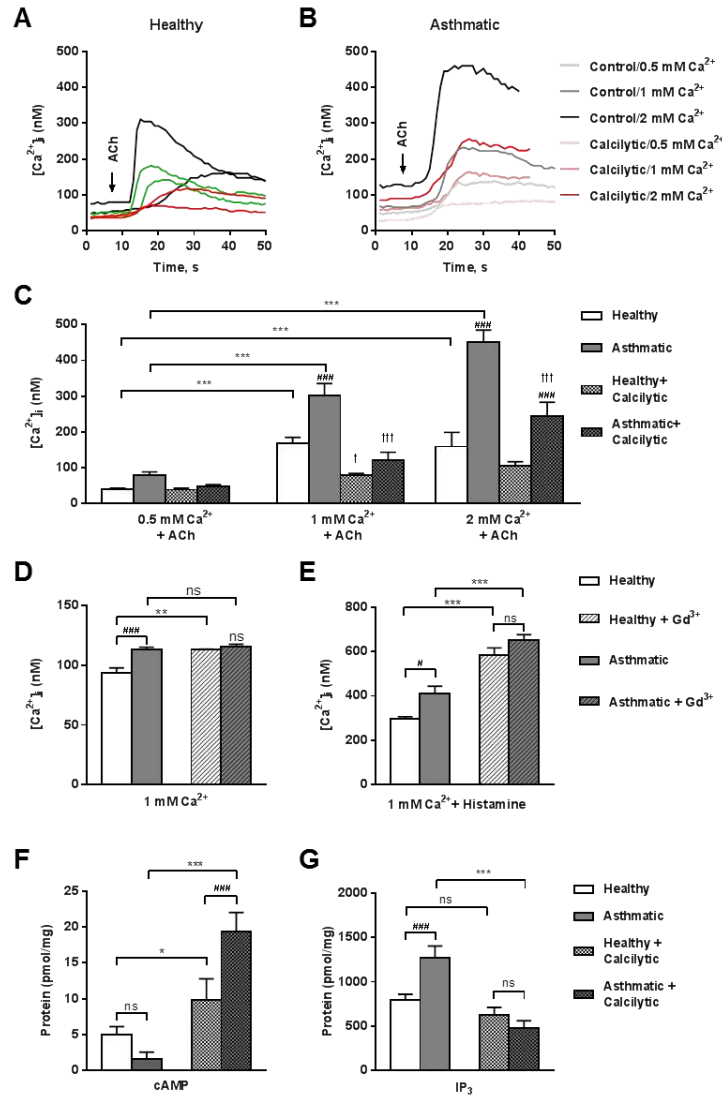 A
Healthy
500
400
300
200
100
0
[Ca²⁺]ᵢ (nM)
ACh
0 10 20 30 40 50
Time, s
B
Asthmatic
500
400
300
200
100
0
[Ca²⁺]ᵢ (nM)
ACh
0 10 20 30 40 50
Time, s
Control/0.5 mM Ca²⁺
Control/1 mM Ca²⁺
Control/2 mM Ca²⁺
Calcilytic/0.5 mM Ca²⁺
Calcilytic/1 mM Ca²⁺
Calcilytic/2 mM Ca²⁺
C
500
400
300
200
100
0
[Ca²⁺]ᵢ (nM)
***
***
***
***
###
###
†
†††
†††
###
0.5 mM Ca²⁺
+ ACh
1 mM Ca²⁺
+ ACh
2 mM Ca²⁺
+ ACh
Healthy
Asthmatic
Healthy+
Calcilytic
Asthmatic+
Calcilytic
D
150
100
50
0
[Ca²⁺]ᵢ (nM)
ns
**
###
ns
1 mM Ca²⁺
E
800
600
400
200
0
[Ca²⁺]ᵢ (nM)
***
***
ns
#
1 mM Ca²⁺ + Histamine
Healthy
Healthy + Gd³⁺
Asthmatic
Asthmatic + Gd³⁺
F
25
20
15
10
5
0
Protein (pmol/mg)
***
###
*
ns
cAMP
G
2000
1500
1000
500
0
Protein (pmol/mg)
***
ns
###
ns
IP₃
Healthy
Asthmatic
Healthy +
Calcilytic
Asthmatic +
Calcilytic